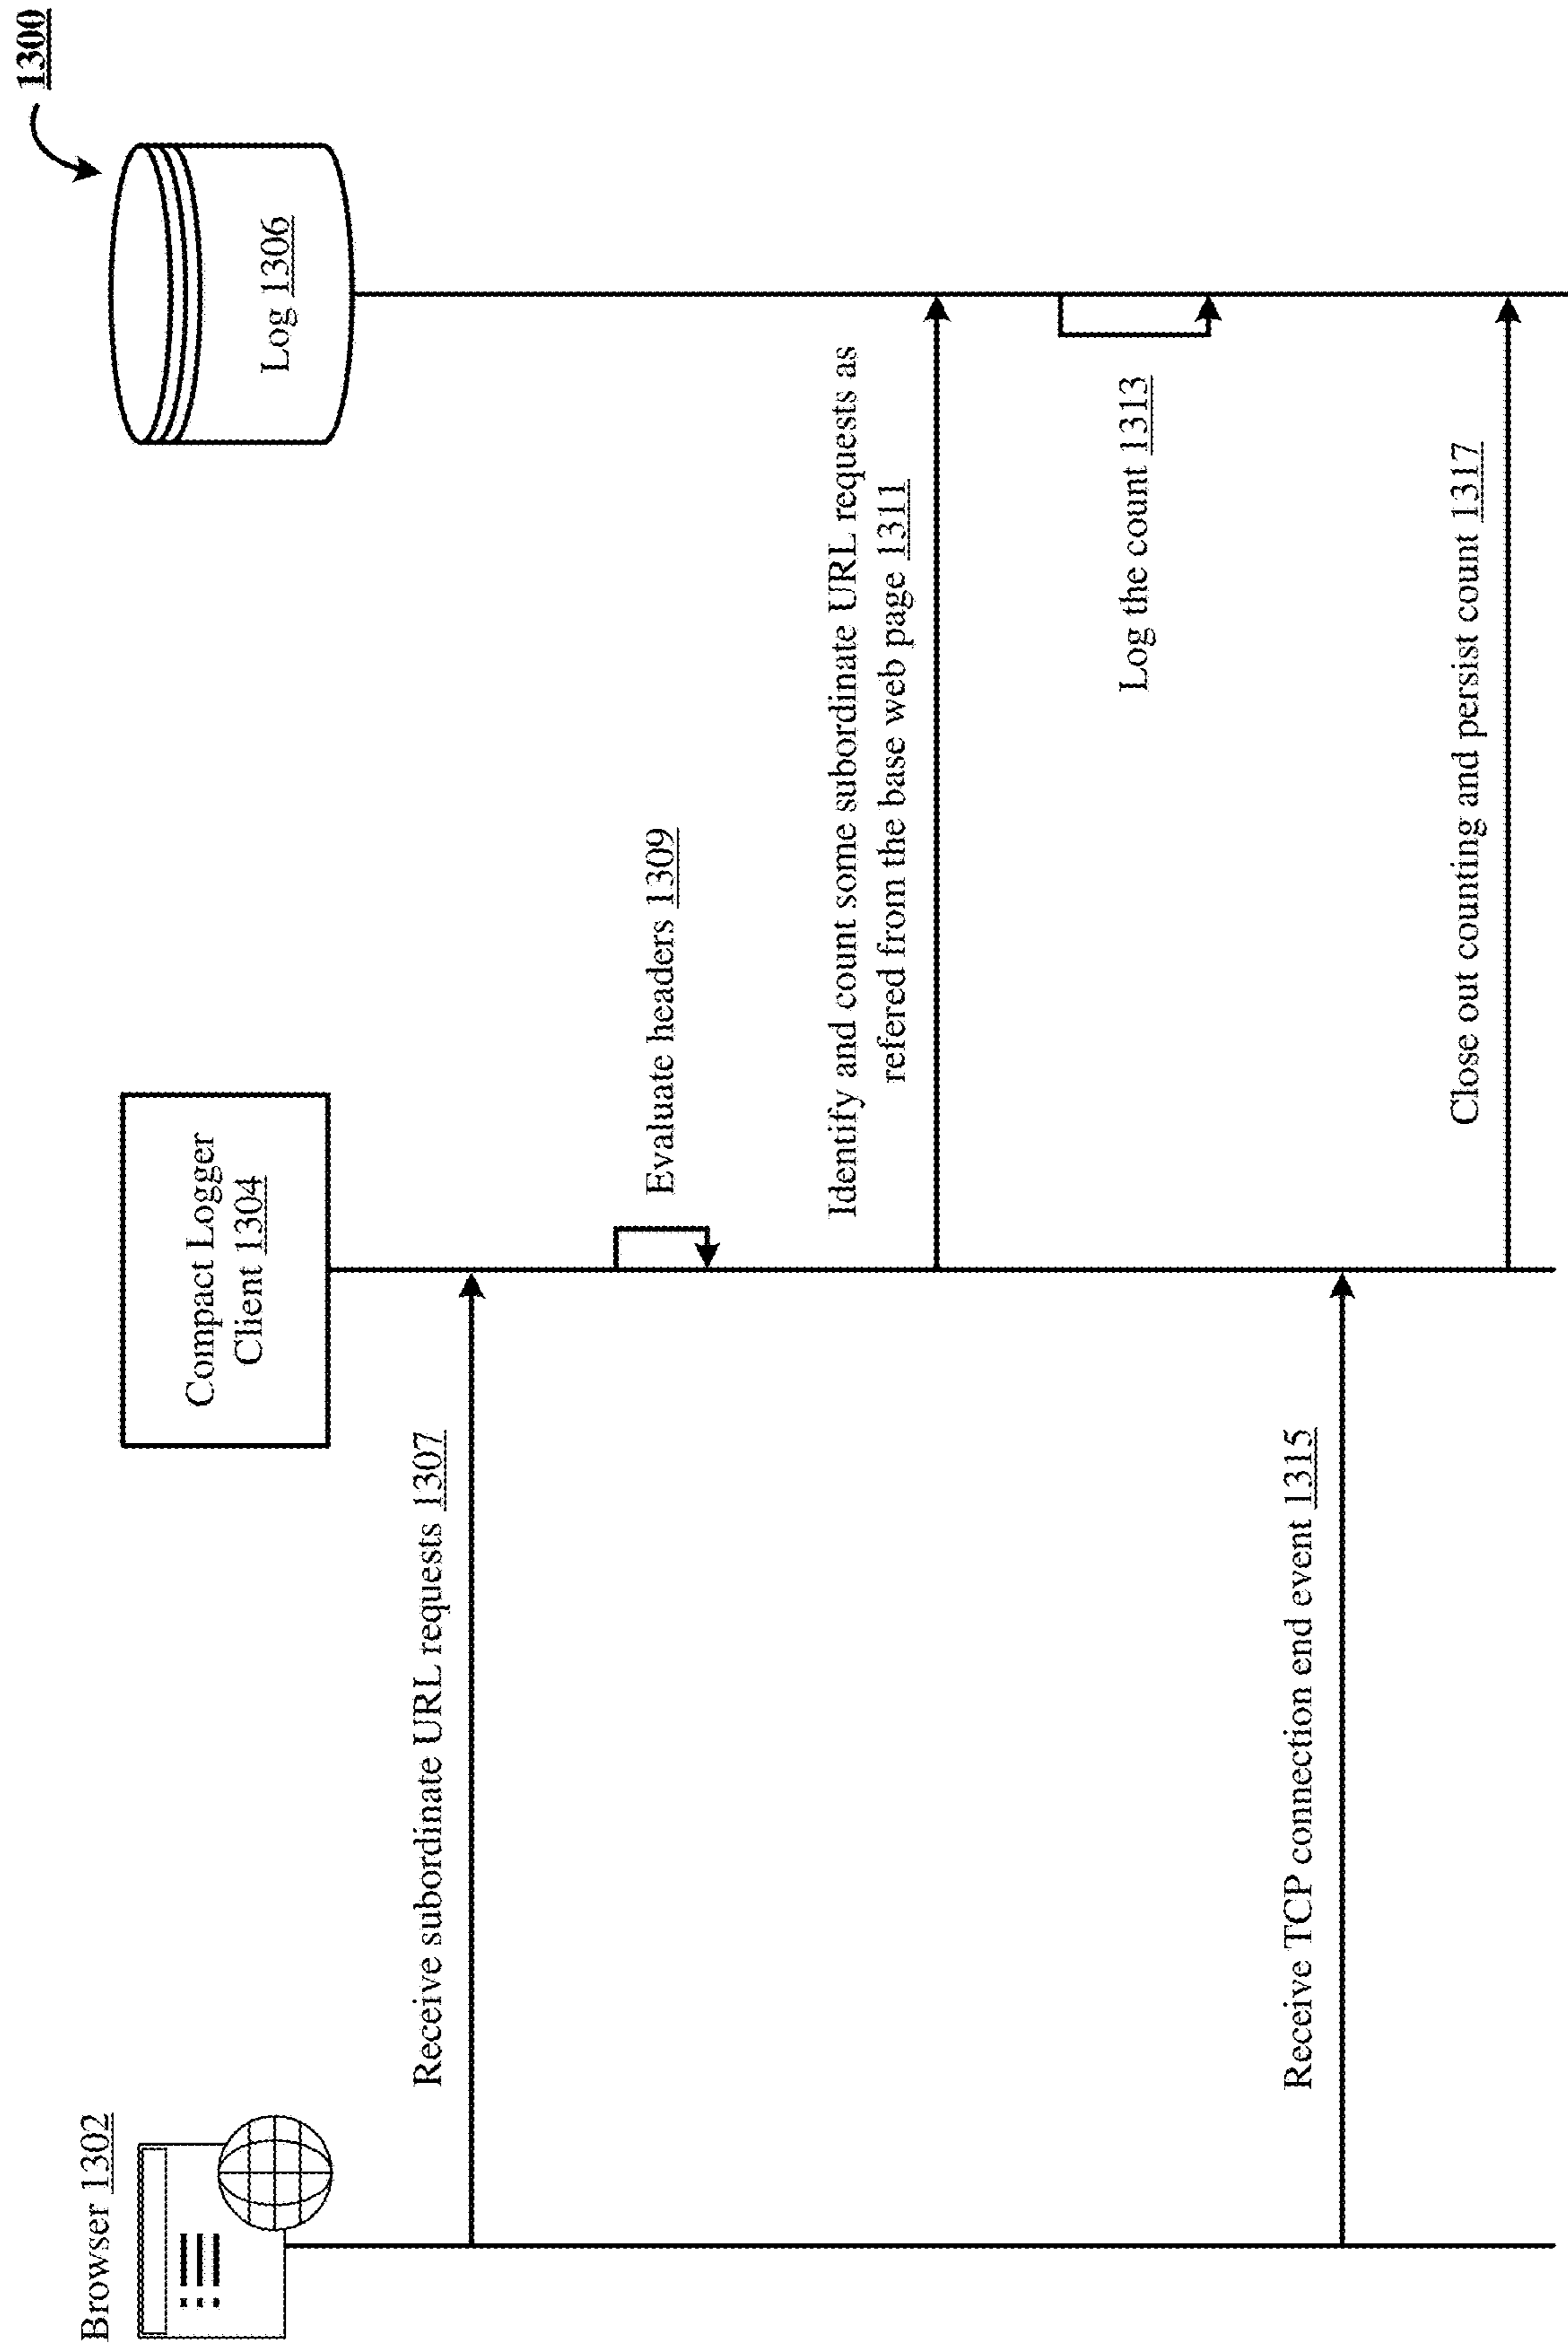 1300
Browser 1302
Compact Logger
Client 1304
Log 1306
Receive subordinate URL requests 1307
Evaluate headers 1309
Identify and count some subordinate URL requests as
refered from the base web page 1311
Log the count 1313
Receive TCP connection end event 1315
Close out counting and persist count 1317